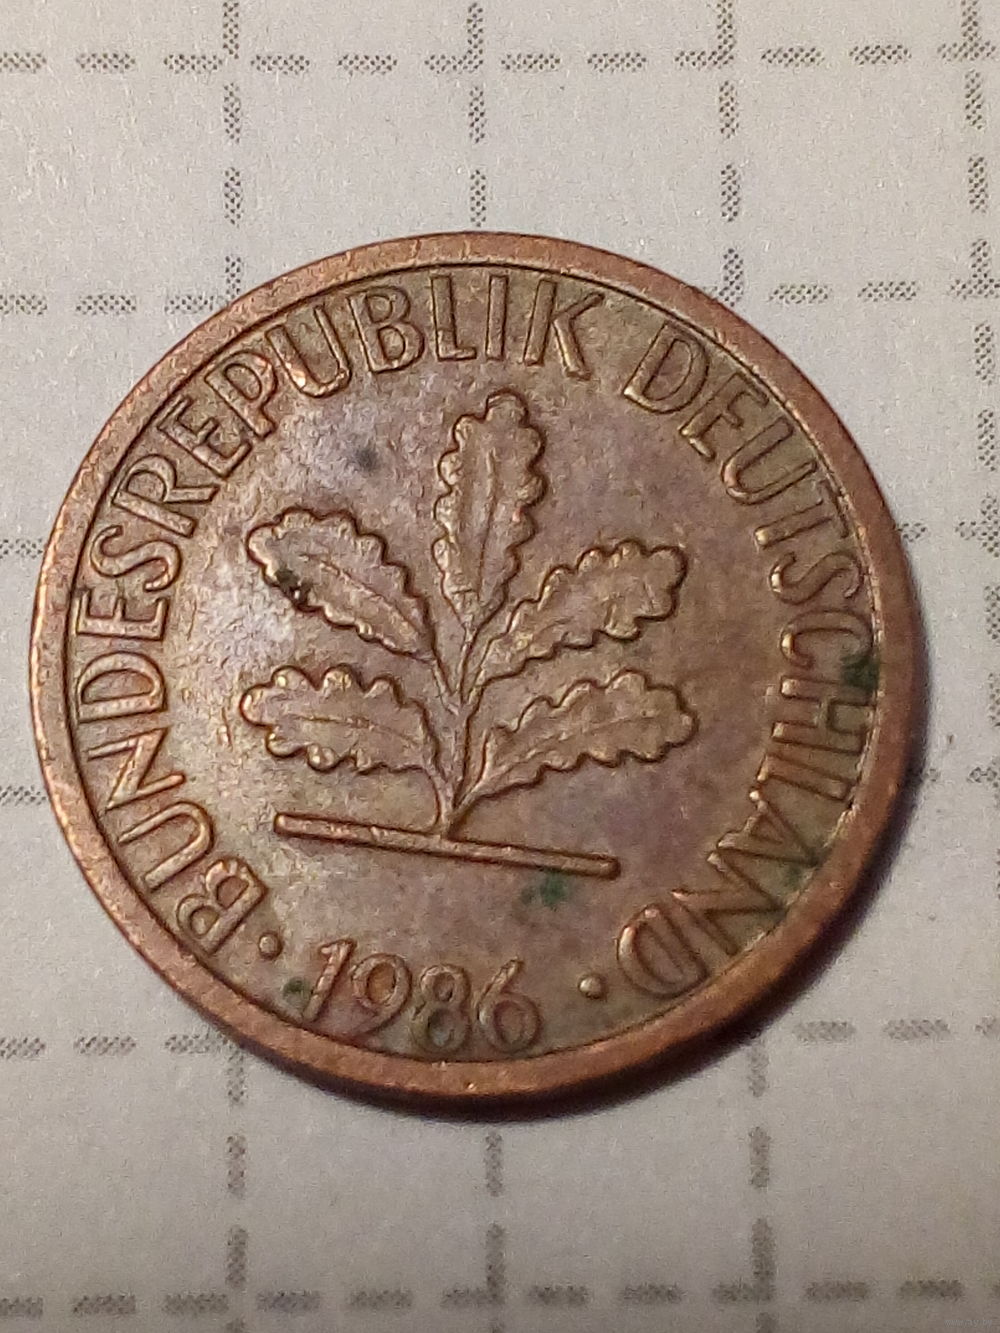 BUNDESREPUBLIK DEUTSCHLAND
· 1986 ·